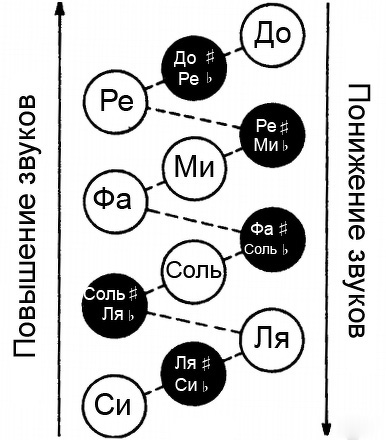 Повышение звуков
До
До ♯
Ре ♭
Ре
Ре ♯
Ми ♭
Ми
Фа
Фа ♯
Соль ♭
Соль
Соль ♯
Ля ♭
Ля
Ля ♯
Си ♭
Си
Понижение звуков